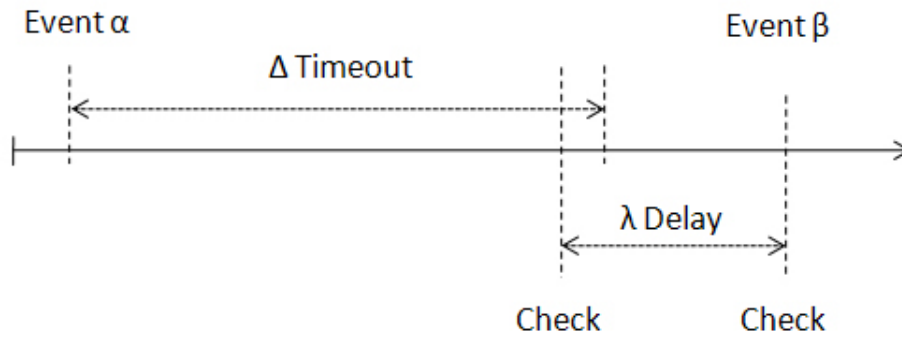 Event α
Event β
Δ Timeout
λ Delay
Check
Check